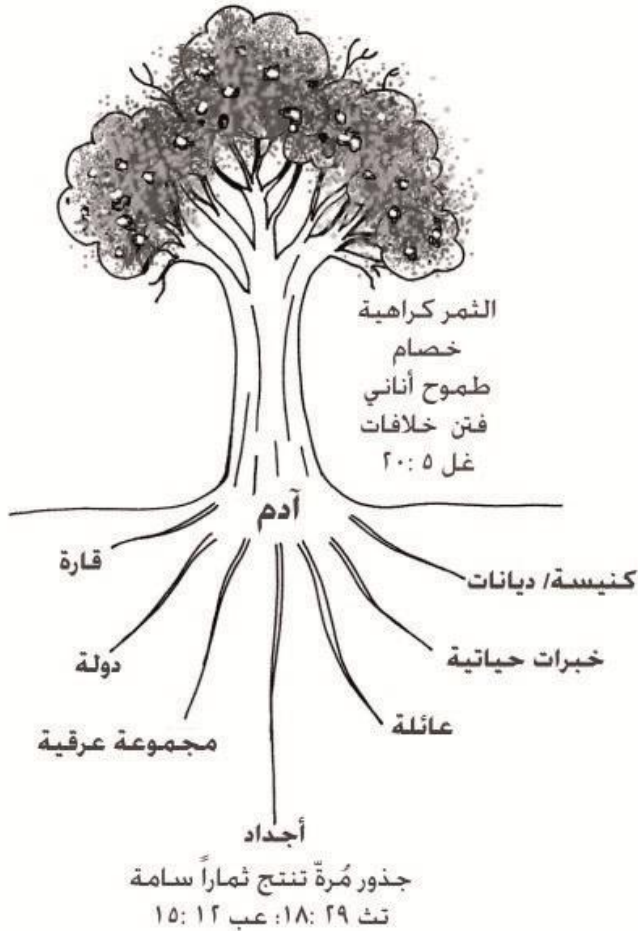 الثمر كراهية
خصام
طموح أناني
فتن خلافات
غل ٥ :٢٠
آدم
قارة
كنيسة/ ديانات
دولة
خبرات حياتية
مجموعة عرقية
عائلة
أجداد
جذور مُرةّ تنتج ثماراً سامة
تث ٢٩ :١٨: عب ١٢ :١٥